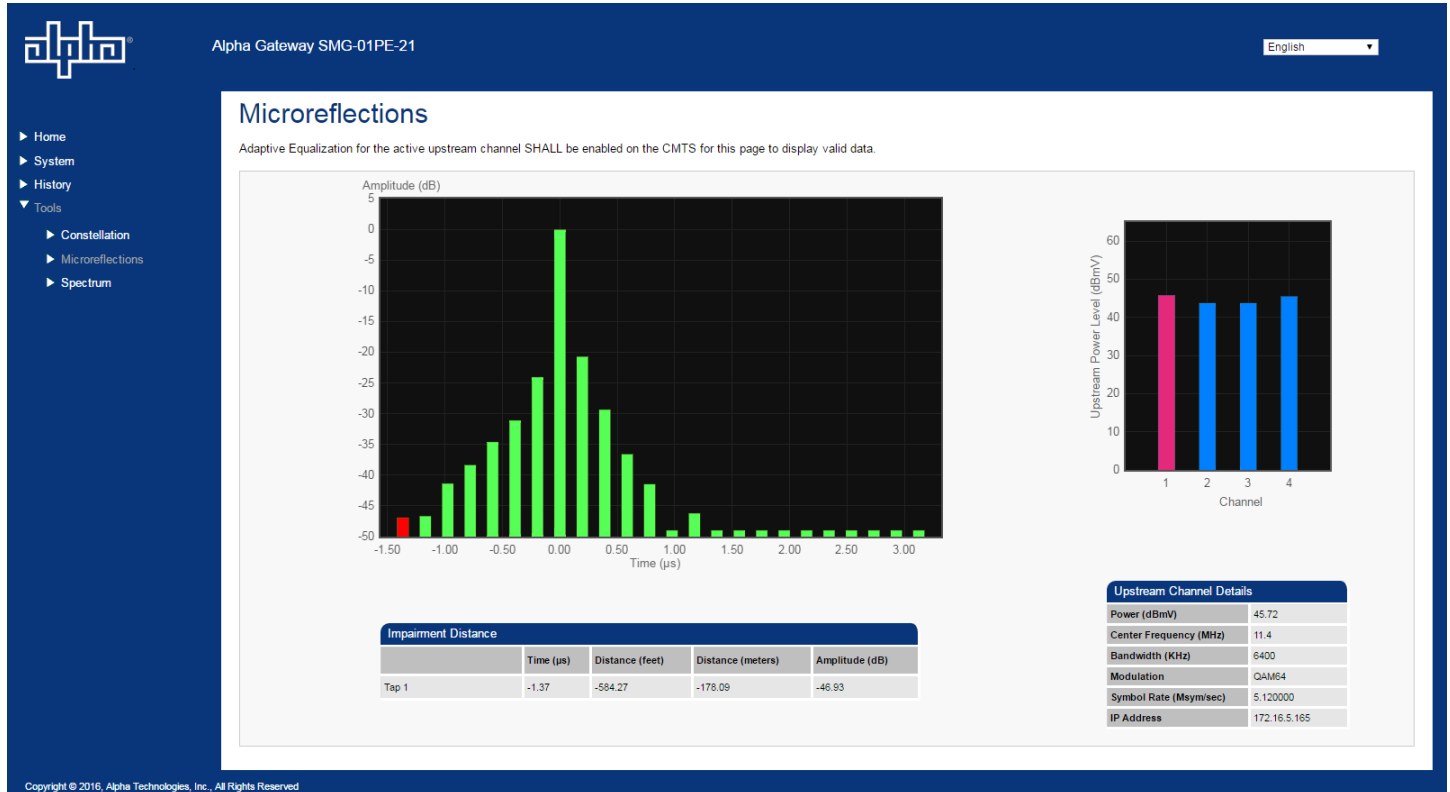 alpha®
Alpha Gateway SMG-01PE-21
English
Home
System
History
Tools
Constellation
Microreflections
Spectrum
Microreflections
Adaptive Equalization for the active upstream channel SHALL be enabled on the CMTS for this page to display valid data.
Amplitude (dB)
5
0
-5
-10
-15
-20
-25
-30
-35
-40
-45
-50
-1.50 -1.00 -0.50 0.00 0.50 1.00 1.50 2.00 2.50 3.00
Time (µs)
Upstream Power Level (dBmV)
60
50
40
30
20
10
0
1 2 3 4
Channel
Impairment Distance
Time (µs) Distance (feet) Distance (meters) Amplitude (dB)
Tap 1 -1.37 -584.27 -178.09 -46.93
Upstream Channel Details
Power (dBmV) 45.72
Center Frequency (MHz) 11.4
Bandwidth (KHz) 6400
Modulation QAM64
Symbol Rate (Msym/sec) 5.120000
IP Address 172.16.5.165
Copyright © 2016, Alpha Technologies, Inc., All Rights Reserved